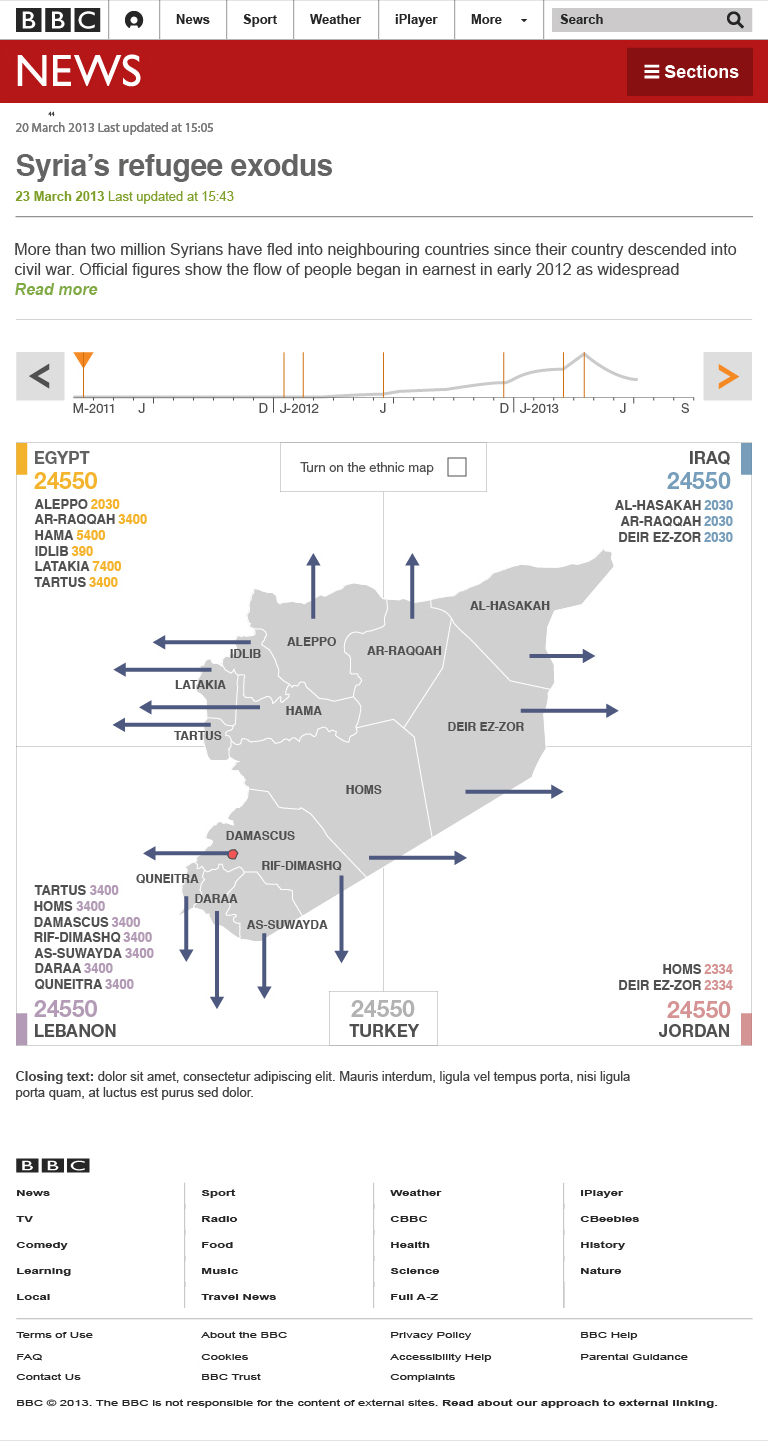 BBC
News
Sport
Weather
iPlayer
More
Search
NEWS
Sections
20 March 2013 Last updated at 15:05
Syria's refugee exodus
23 March 2013 Last updated at 15:43
More than two million Syrians have fled into neighbouring countries since their country descended into
civil war. Official figures show the flow of people began in earnest in early 2012 as widespread
Read more
M-2011 J D J-2012 J D J-2013 J S
EGYPT
24550
ALEPPO 2030
AR-RAQQAH 3400
HAMA 5400
IDLIB 390
LATAKIA 7400
TARTUS 3400
Turn on the ethnic map
IRAQ
24550
AL-HASAKAH 2030
AR-RAQQAH 2030
DEIR EZ-ZOR 2030
AL-HASAKAH
ALEPPO
AR-RAQQAH
IDLIB
LATAKIA
HAMA
DEIR EZ-ZOR
TARTUS
HOMS
DAMASCUS
RIF-DIMASHQ
QUNEITRA
DARAA
AS-SUWAYDA
TARTUS 3400
HOMS 3400
DAMASCUS 3400
RIF-DIMASHQ 3400
AS-SUWAYDA 3400
DARAA 3400
QUNEITRA 3400
24550
LEBANON
24550
TURKEY
HOMS 2334
DEIR EZ-ZOR 2334
24550
JORDAN
Closing text: dolor sit amet, consectetur adipiscing elit. Mauris interdum, ligula vel tempus porta, nisi ligula
porta quam, at luctus est purus sed dolor.
BBC
News Sport Weather iPlayer
TV Radio CBBC CBeebies
Comedy Food Health History
Learning Music Science Nature
Local Travel News Full A-Z
Terms of Use About the BBC Privacy Policy BBC Help
FAQ Cookies Accessibility Help Parental Guidance
Contact Us BBC Trust Complaints
BBC © 2013. The BBC is not responsible for the content of external sites. Read about our approach to external linking.